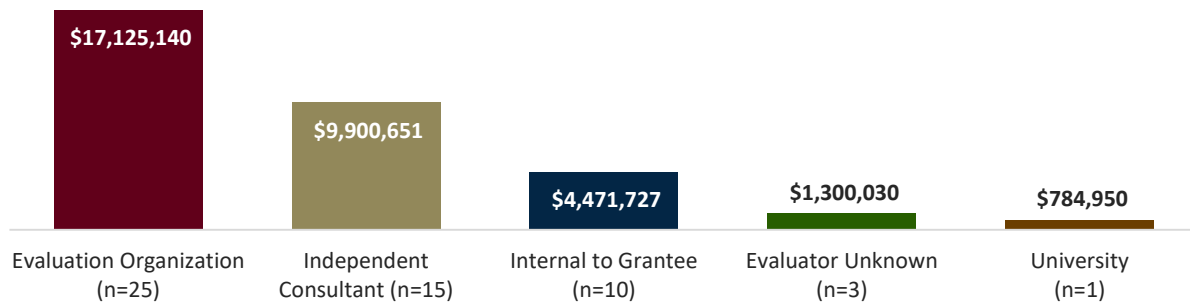 $17,125,140
$9,900,651
$4,471,727
$1,300,030
$784,950
Evaluation Organization
(n=25)
Independent
Consultant (n=15)
Internal to Grantee
(n=10)
Evaluator Unknown
(n=3)
University
(n=1)